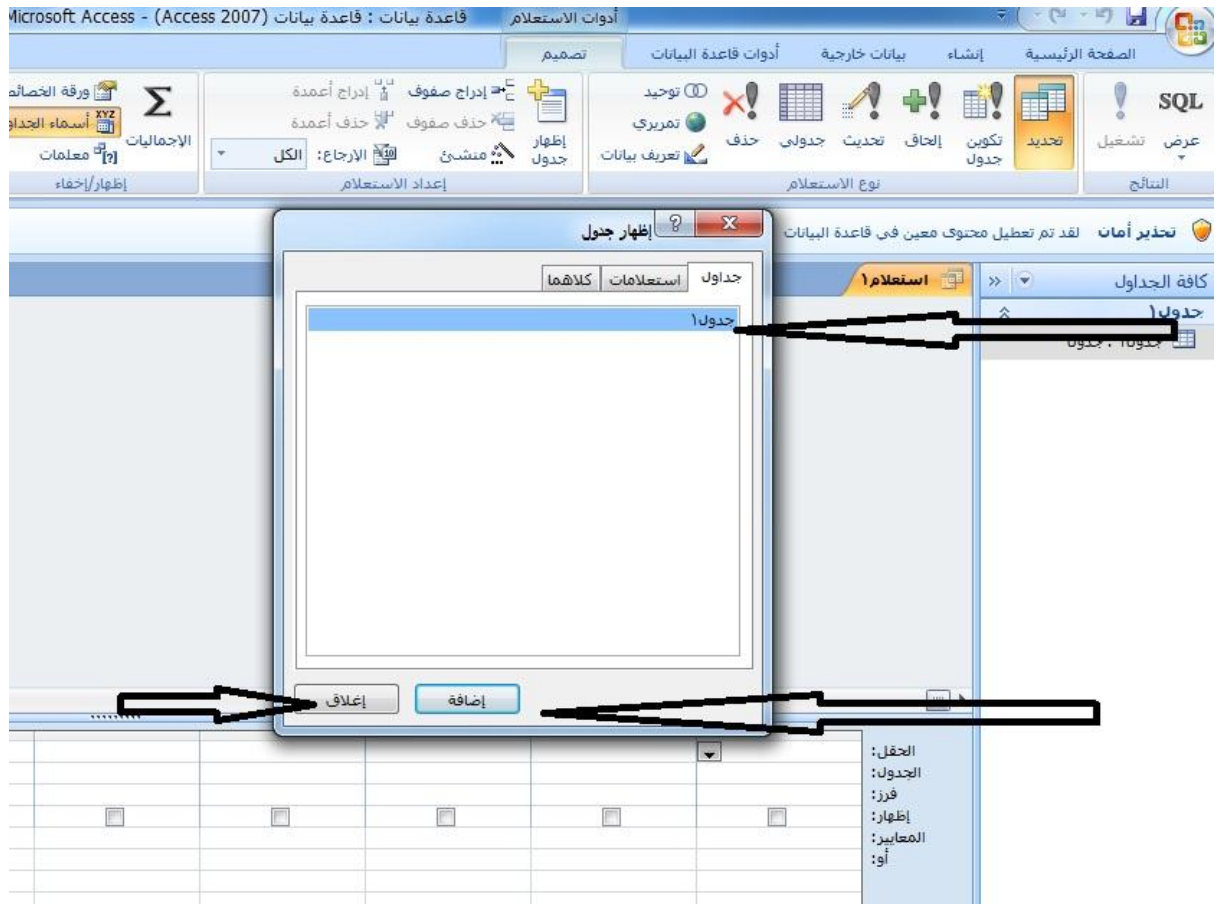 أدوات الاستعلام
قاعدة بيانات : قاعدة بيانات (Access 2007) - Microsoft Access
الصفحة الرئيسية
إنشاء
بيانات خارجية
أدوات قاعدة البيانات
تصميم
SQL
عرض
تشغيل
النتائج
تحديد
تكوين
جدول
إلحاق
تحديث
جدولي
حذف
توحيد
تمريري
تعريف بيانات
نوع الاستعلام
إظهار
جدول
إدراج صفوف
حذف صفوف
منشئ
إدراج أعمدة
حذف أعمدة
الإرجاع: الكل
إعداد الاستعلام
الإجماليات
ورقة الخصائص
XYZ
أسماء الجداول
معلمات
إظهار/إخفاء
تحذير أمان
لقد تم تعطيل محتوى معين في قاعدة البيانات
كافة الجداول
جدول١
استعلام١
إظهار جدول
جداول
استعلامات
كلاهما
جدول١
إضافة
إغلاق
الحقل:
الجدول:
فرز:
إظهار:
المعايير:
أو: